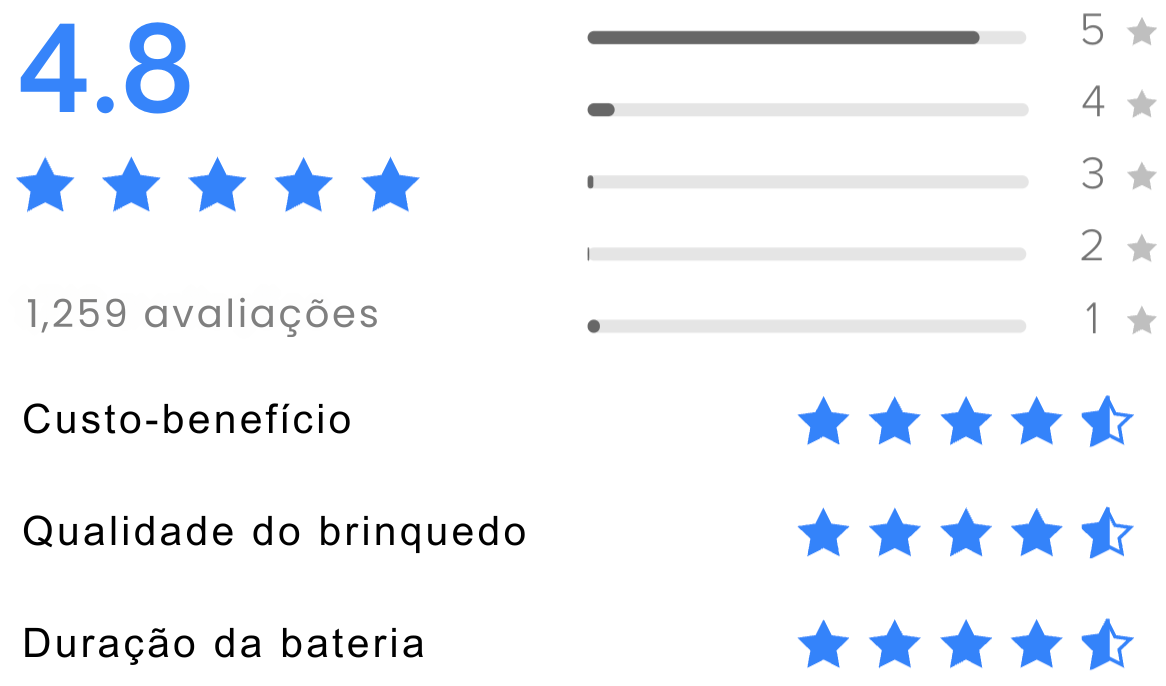 4.8
5
4
3
2
1
1,259 avaliações
Custo-benefício
Qualidade do brinquedo
Duração da bateria